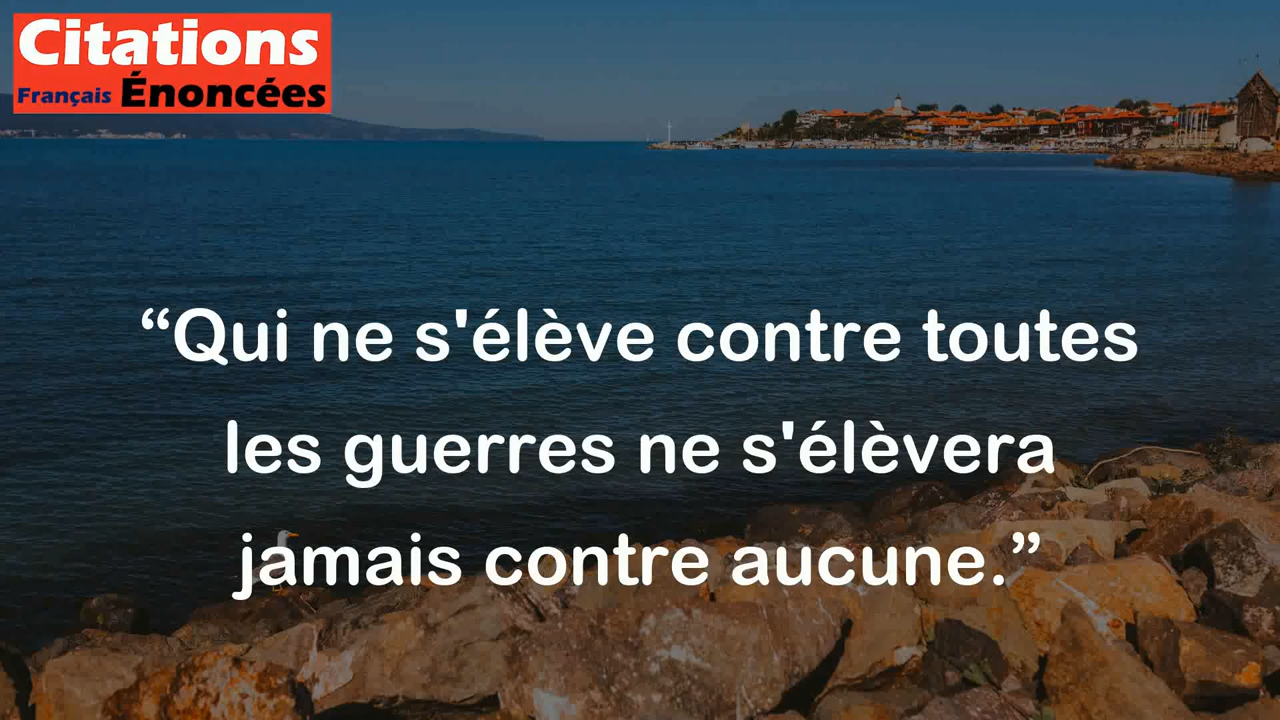 Citations
Français Énoncées
“Qui ne s'élève contre toutes
les guerres ne s'élèvera
jamais contre aucune.”